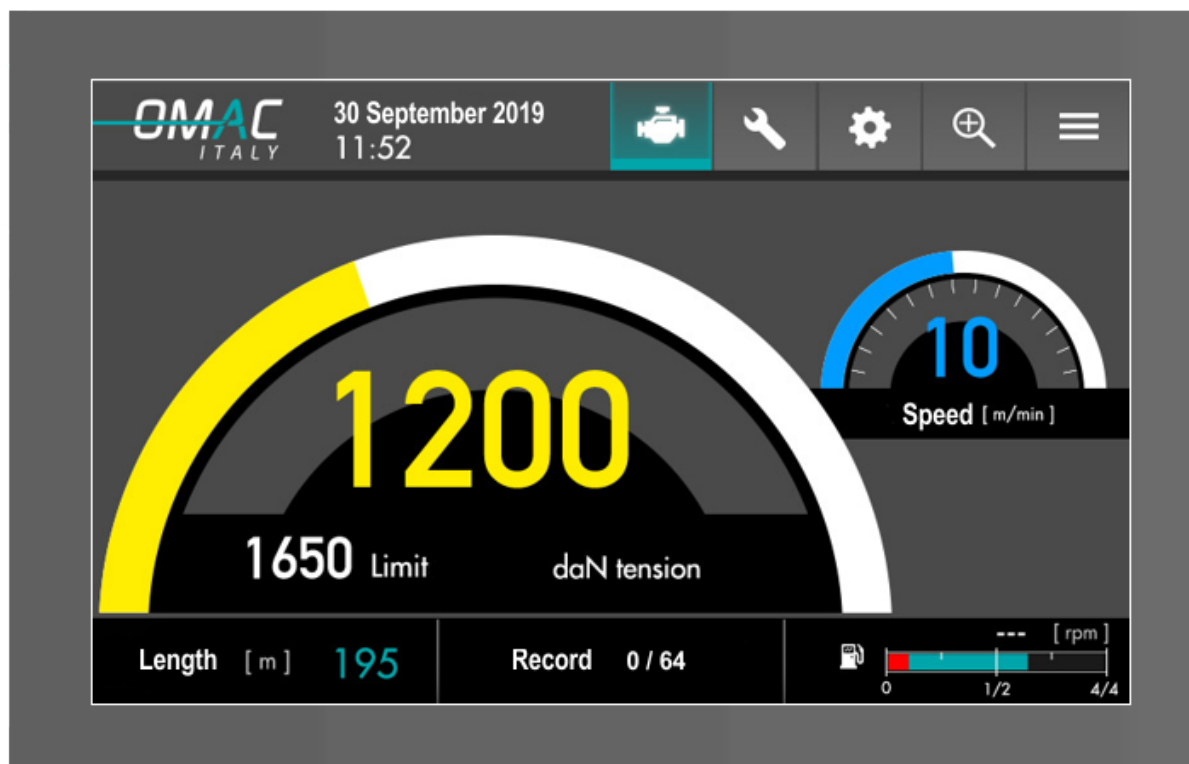 OMAC
ITALY
30 September 2019
11:52
1200
1650 Limit
daN tension
10
Speed [ m/min ]
Length [ m ] 195
Record 0 / 64
--- [ rpm ]
0 1/2 4/4